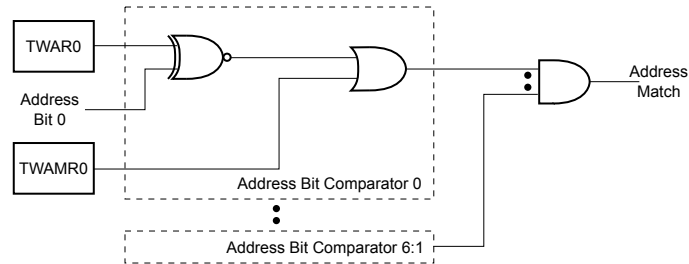 TWAR0
Address
Bit 0
TWAMR0
Address Bit Comparator 0
Address Bit Comparator 6:1
Address
Match